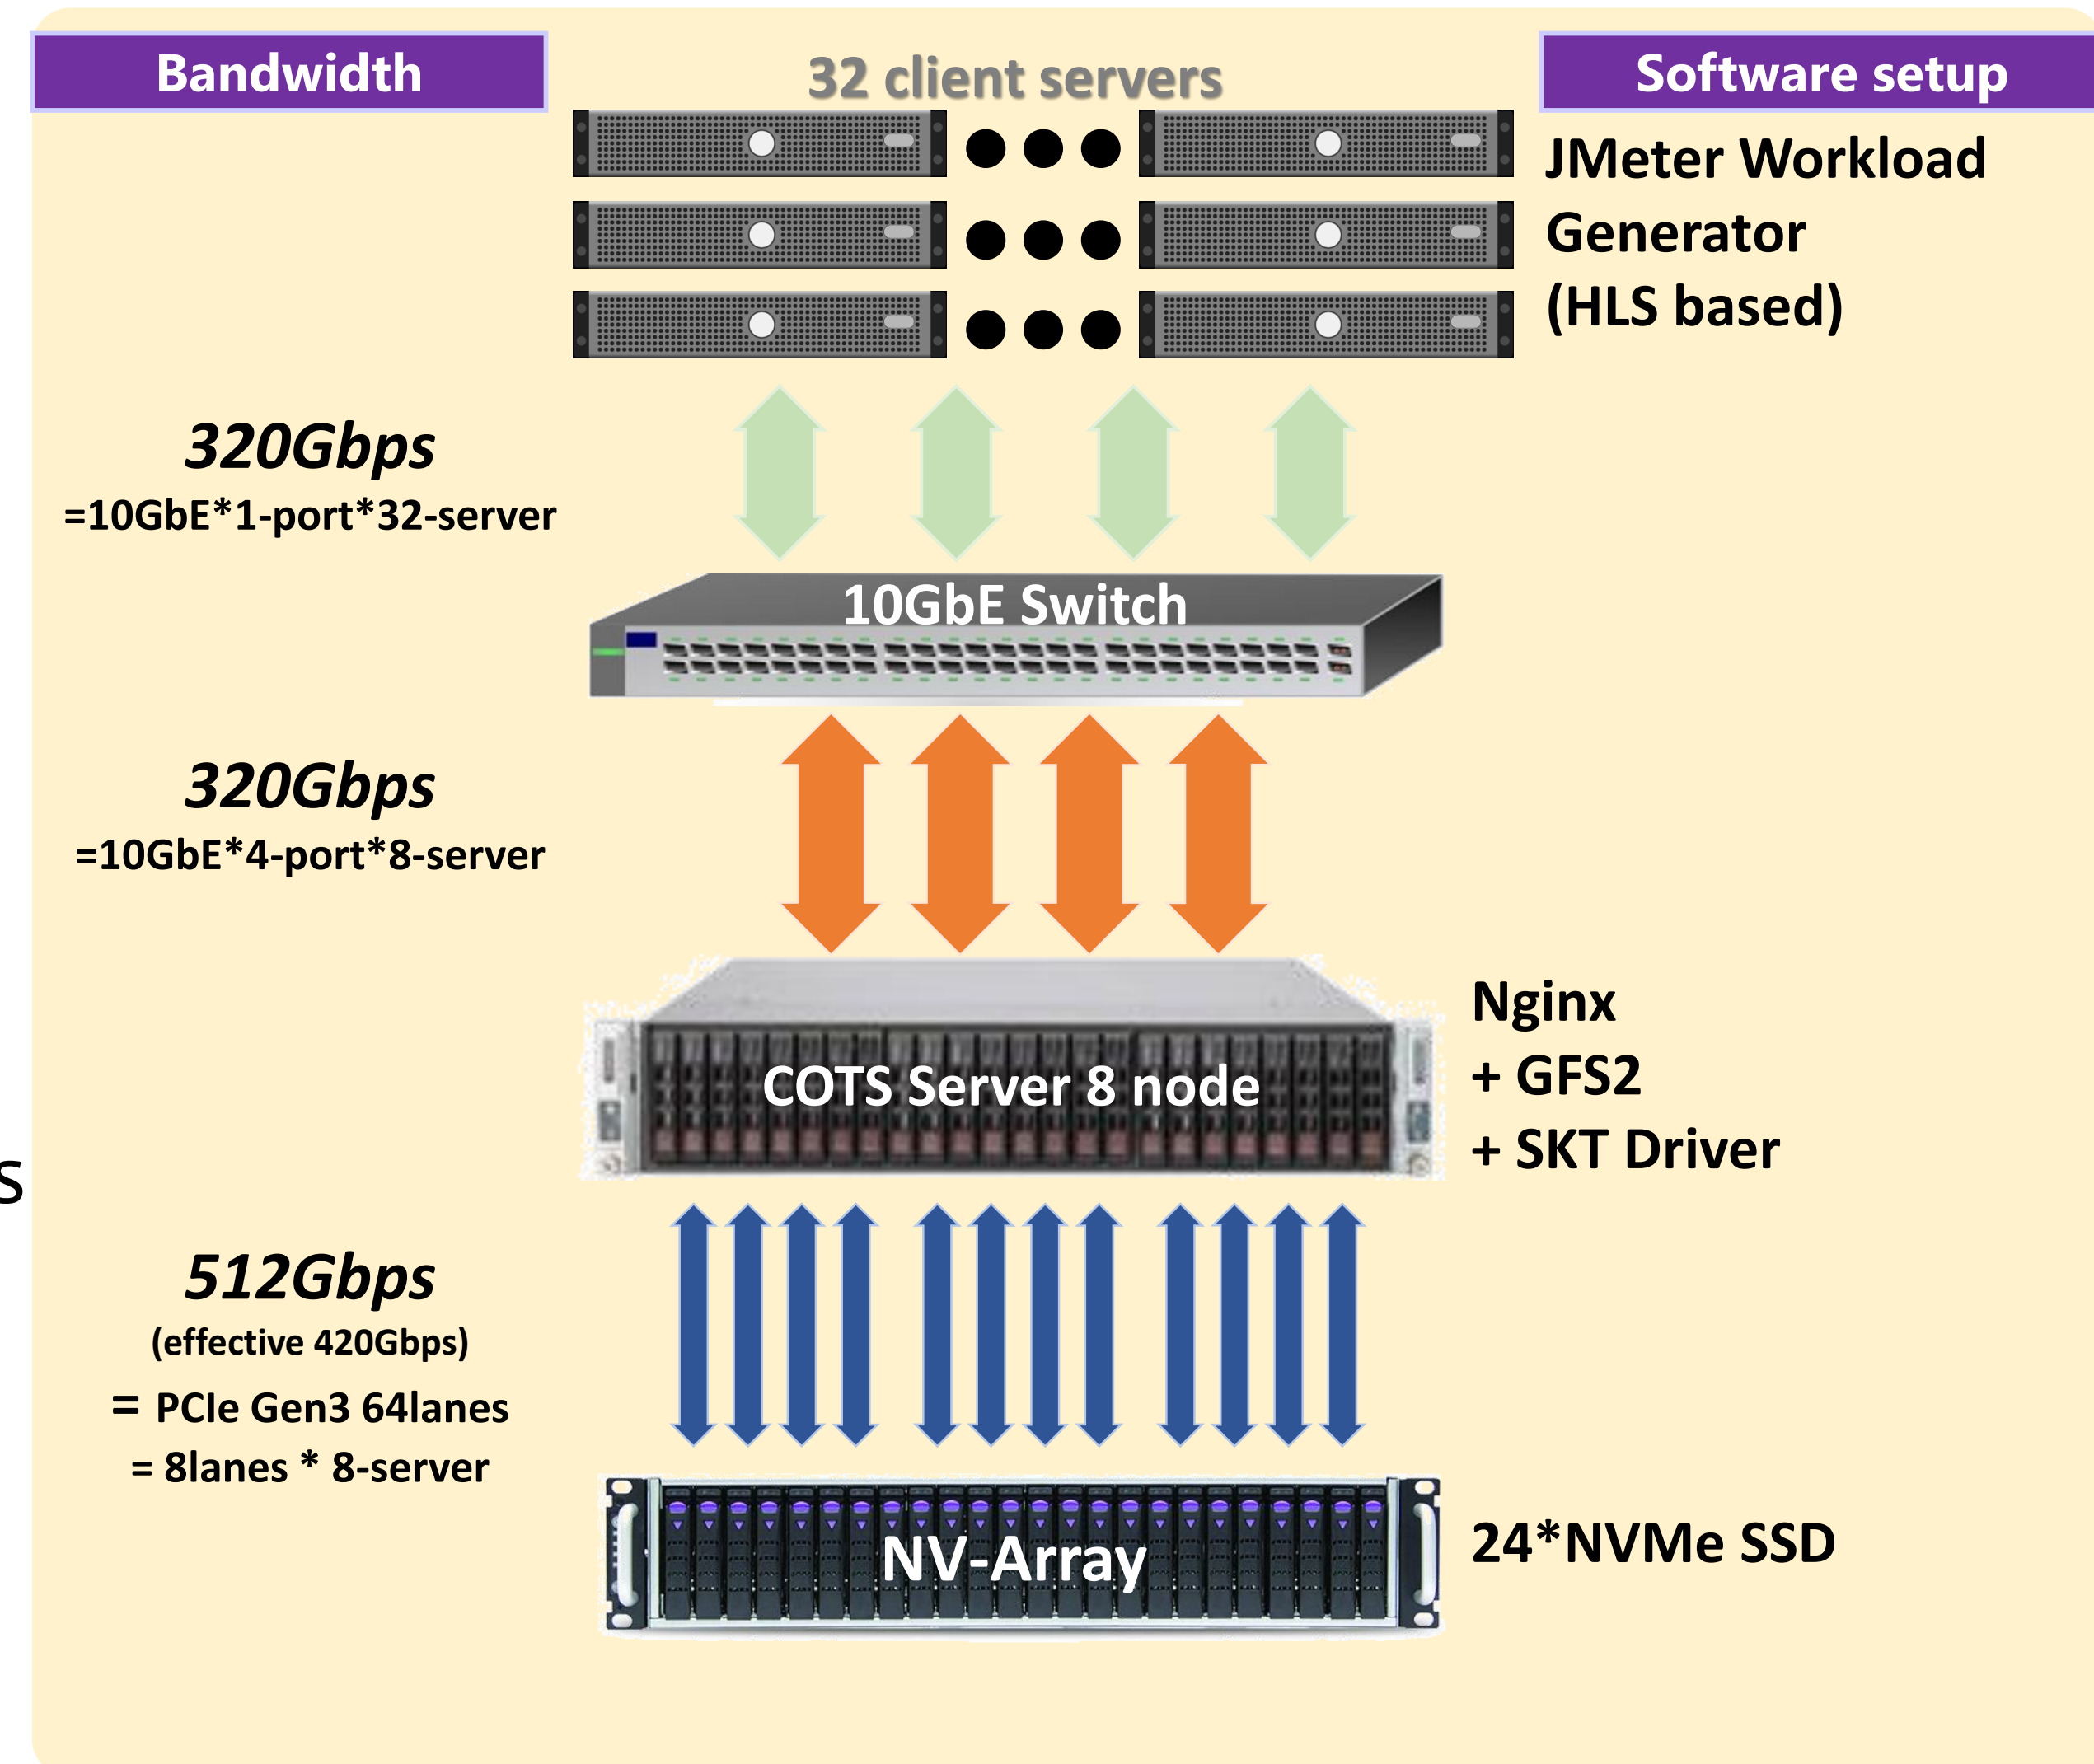 Bandwidth
32 client servers
Software setup
JMeter Workload
Generator
(HLS based)
320Gbps
=10GbE*1-port*32-server
10GbE Switch
320Gbps
=10GbE*4-port*8-server
COTS Server 8 node
Nginx
+ GFS2
+ SKT Driver
s
512Gbps
(effective 420Gbps)
= PCIe Gen3 64lanes
= 8lanes * 8-server
NV-Array
24*NVMe SSD